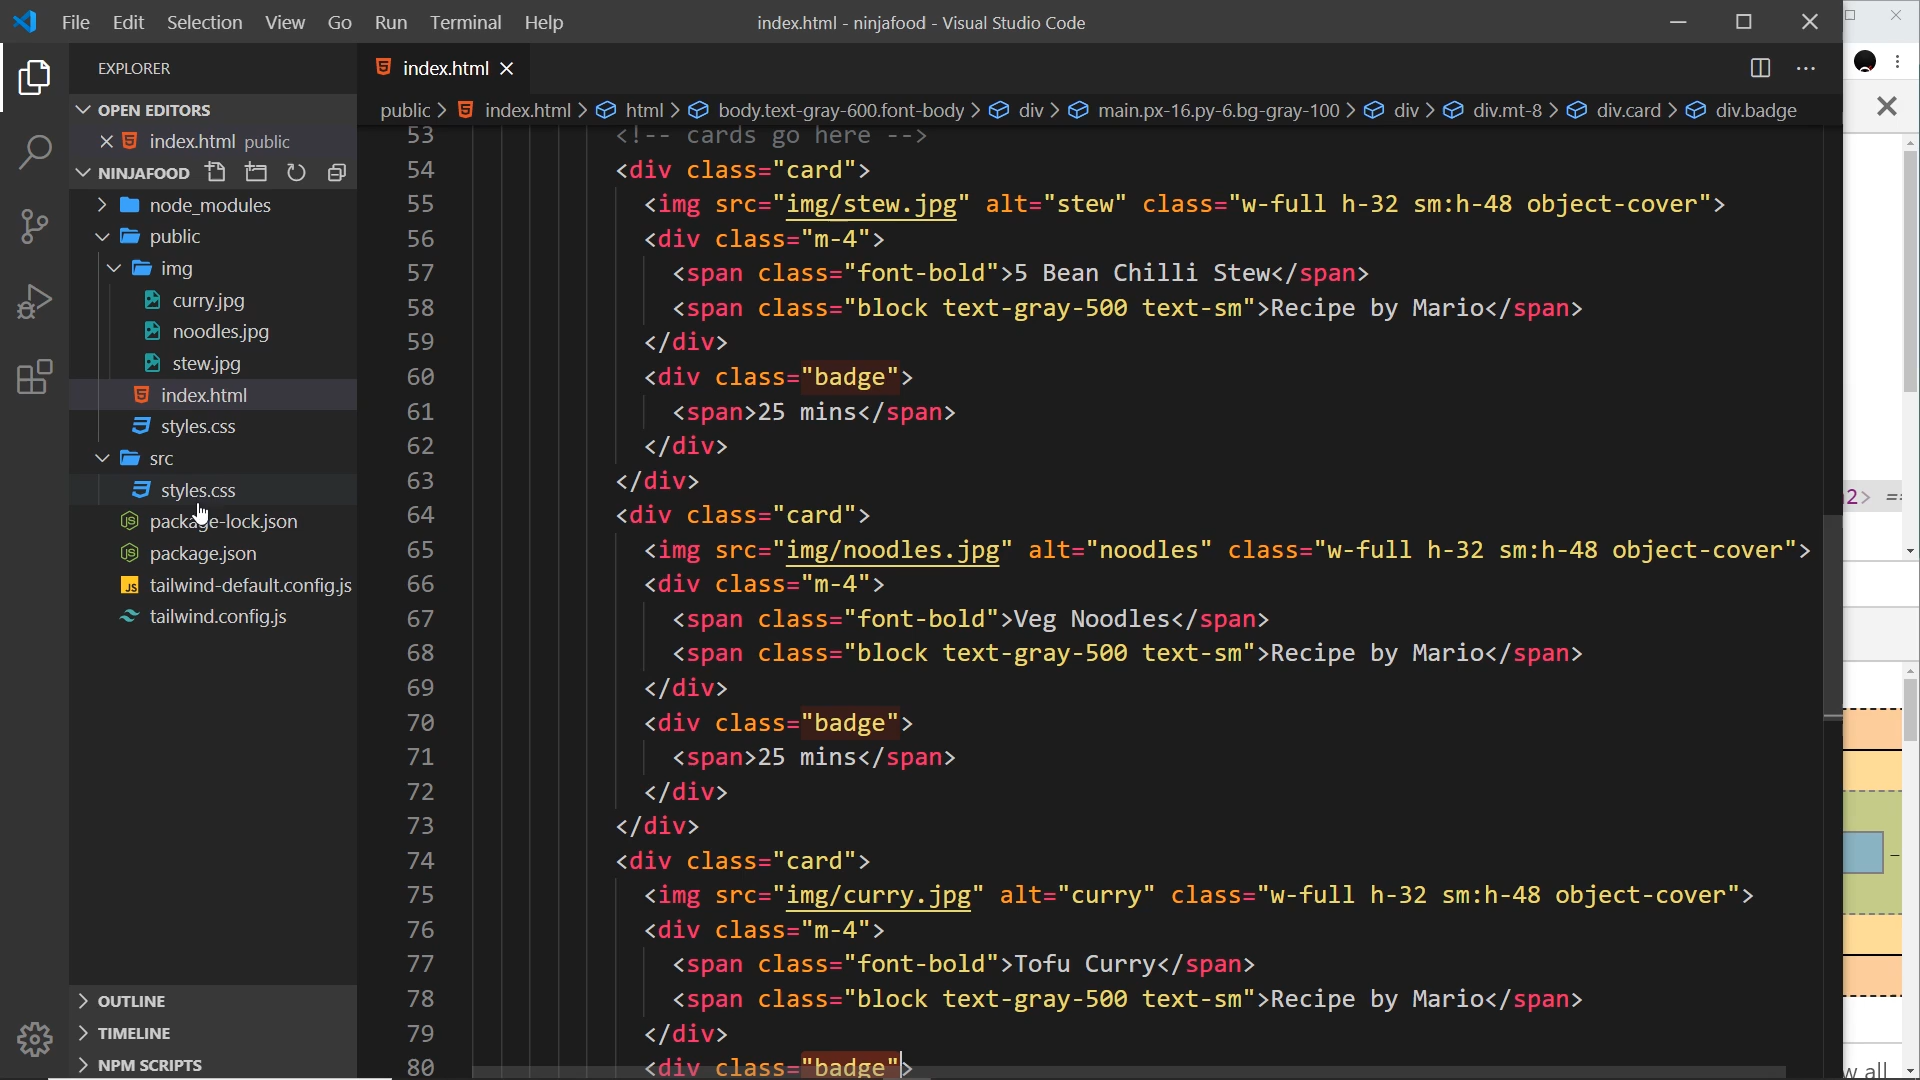 File Edit Selection View Go Run Terminal Help
index.html - ninjafood - Visual Studio Code
EXPLORER
OPEN EDITORS
index.html public
NINJAFOOD
node_modules
public
img
curry.jpg
noodles.jpg
stew.jpg
index.html
styles.css
src
styles.css
package-lock.json
package.json
JS tailwind-default.config.js
tailwind.config.js
OUTLINE
TIMELINE
NPM SCRIPTS
index.html
public > index.html > html > body.text-gray-600.font-body > div > main.px-16.py-6.bg-gray-100 > div > div.mt-8 > div.card > div.badge
53 <!-- cards go here -->
54 <div class="card">
55 <img src="img/stew.jpg" alt="stew" class="w-full h-32 sm:h-48 object-cover">
56 <div class="m-4">
57 <span class="font-bold">5 Bean Chilli Stew</span>
58 <span class="block text-gray-500 text-sm">Recipe by Mario</span>
59 </div>
60 <div class="badge">
61 <span>25 mins</span>
62 </div>
63 </div>
64 <div class="card">
65 <img src="img/noodles.jpg" alt="noodles" class="w-full h-32 sm:h-48 object-cover">
66 <div class="m-4">
67 <span class="font-bold">Veg Noodles</span>
68 <span class="block text-gray-500 text-sm">Recipe by Mario</span>
69 </div>
70 <div class="badge">
71 <span>25 mins</span>
72 </div>
73 </div>
74 <div class="card">
75 <img src="img/curry.jpg" alt="curry" class="w-full h-32 sm:h-48 object-cover">
76 <div class="m-4">
77 <span class="font-bold">Tofu Curry</span>
78 <span class="block text-gray-500 text-sm">Recipe by Mario</span>
79 </div>
80 <div class="badge">
2> ==
all